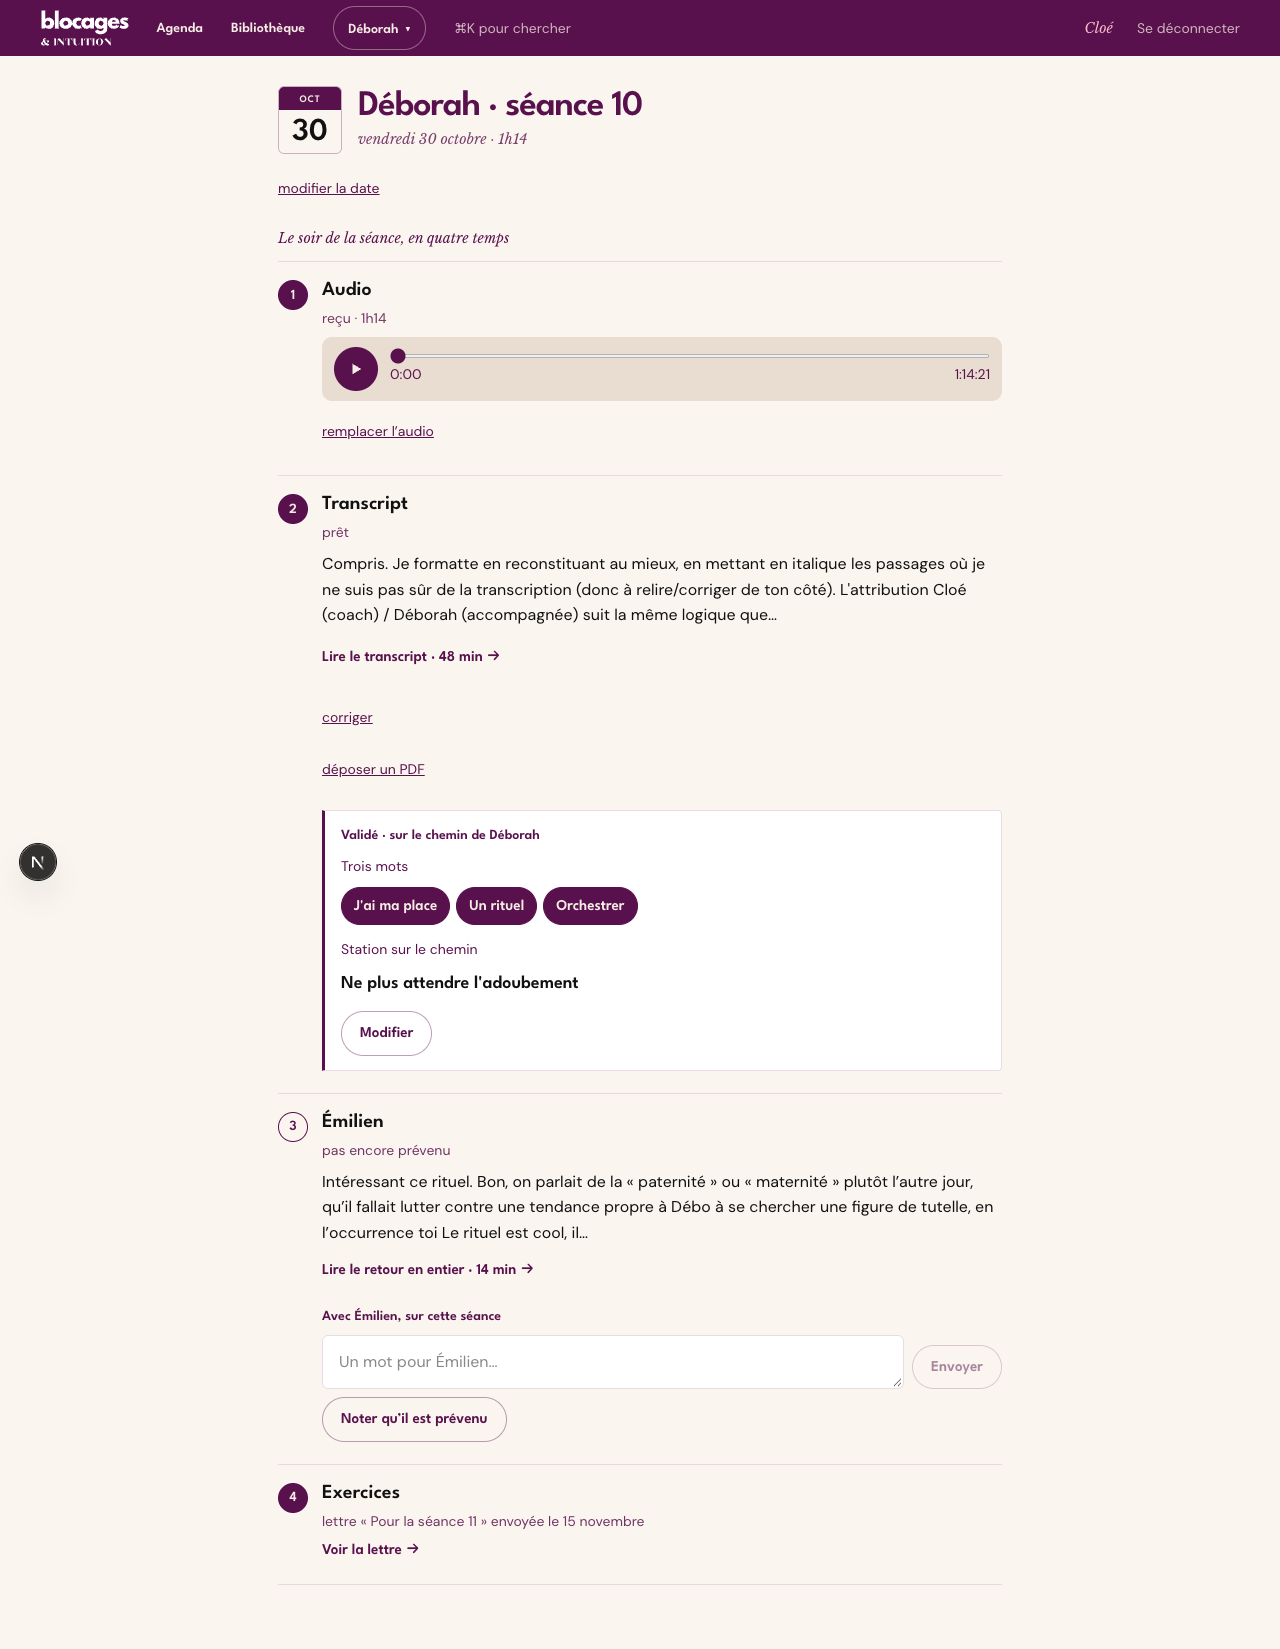 blocages
& INTUITION
Agenda
Bibliothèque
Déborah ▾
⌘K pour chercher
Cloé
Se déconnecter
OCT
30
Déborah · séance 10
vendredi 30 octobre · 1h14
modifier la date
Le soir de la séance, en quatre temps
1
Audio
reçu · 1h14
0:00
1:14:21
remplacer l’audio
2
Transcript
prêt
Compris. Je formatte en reconstituant au mieux, en mettant en italique les passages où je
ne suis pas sûr de la transcription (donc à relire/corriger de ton côté). L'attribution Cloé
(coach) / Déborah (accompagnée) suit la même logique que…
Lire le transcript · 48 min →
corriger
déposer un PDF
Validé · sur le chemin de Déborah
Trois mots
J'ai ma place
Un rituel
Orchestrer
Station sur le chemin
Ne plus attendre l'adoubement
Modifier
3
Émilien
pas encore prévenu
Intéressant ce rituel. Bon, on parlait de la « paternité » ou « maternité » plutôt l’autre jour,
qu’il fallait lutter contre une tendance propre à Débo à se chercher une figure de tutelle, en
l’occurrence toi Le rituel est cool, il…
Lire le retour en entier · 14 min →
Avec Émilien, sur cette séance
Un mot pour Émilien…
Envoyer
Noter qu’il est prévenu
4
Exercices
lettre « Pour la séance 11 » envoyée le 15 novembre
Voir la lettre →
N